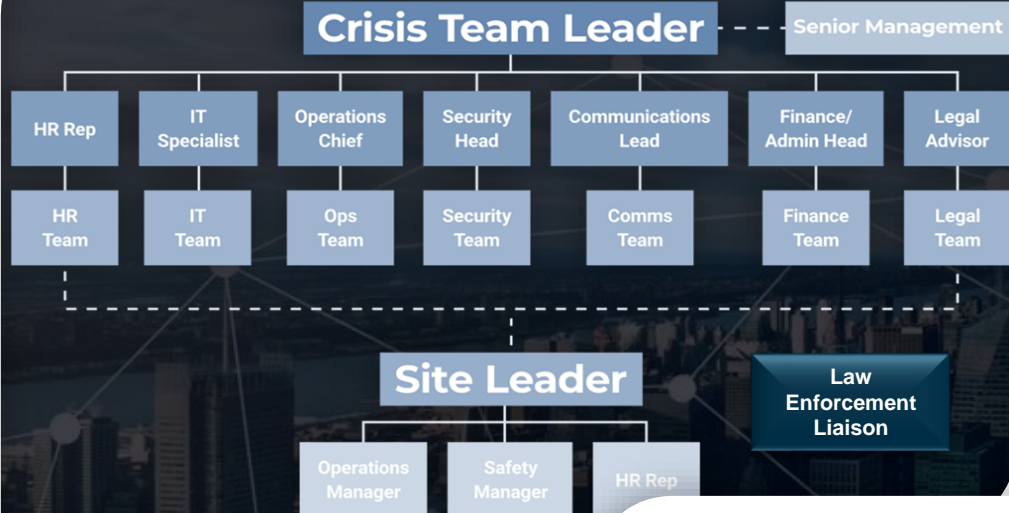 Crisis Team Leader
Senior Management
HR Rep
IT
Specialist
Operations
Chief
Security
Head
Communications
Lead
Finance/
Admin Head
Legal
Advisor
HR
Team
IT
Team
Ops
Team
Security
Team
Comms
Team
Finance
Team
Legal
Team
Site Leader
Law
Enforcement
Liaison
Operations
Manager
Safety
Manager
HR Rep